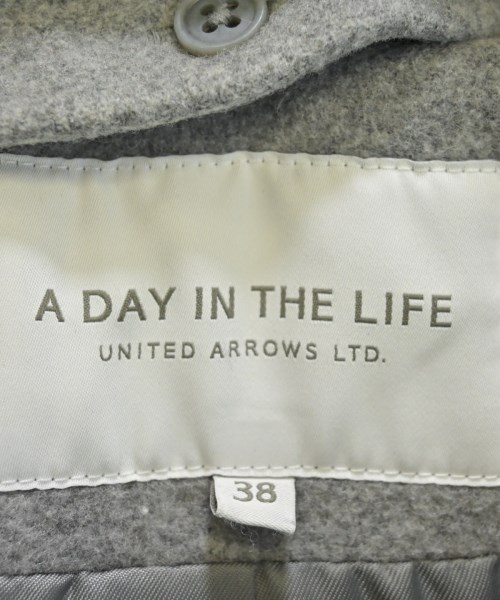 A DAY IN THE LIFE
UNITED ARROWS LTD.
38